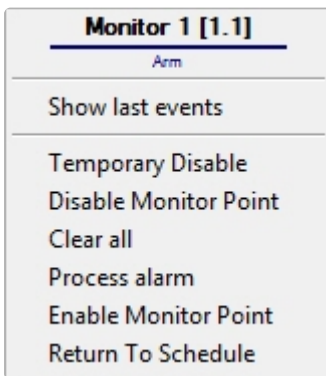 Monitor 1 [1.1]
Arm
Show last events
Temporary Disable
Disable Monitor Point
Clear all
Process alarm
Enable Monitor Point
Return To Schedule